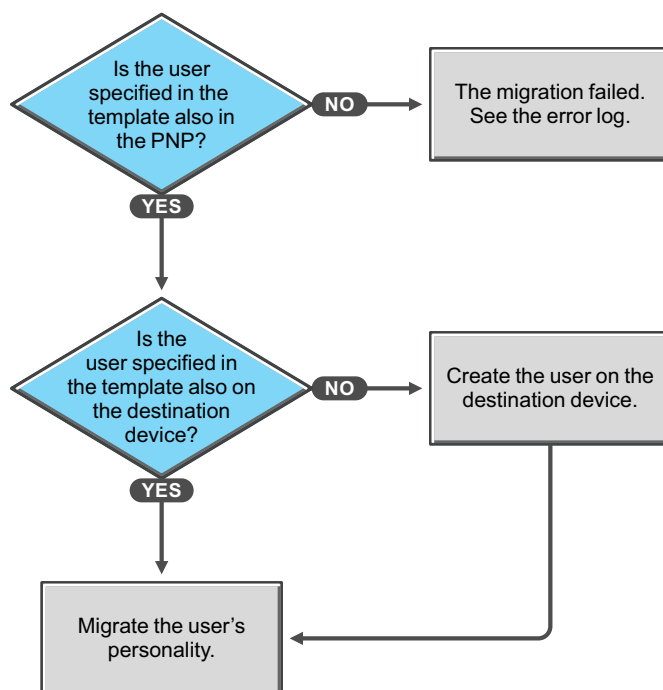 Is the user
specified in the
template also in
the PNP?
NO
The migration failed.
See the error log.
YES
Is the
user specified in
the template also on
the destination
device?
NO
Create the user on the
destination device.
YES
Migrate the user’s
personality.